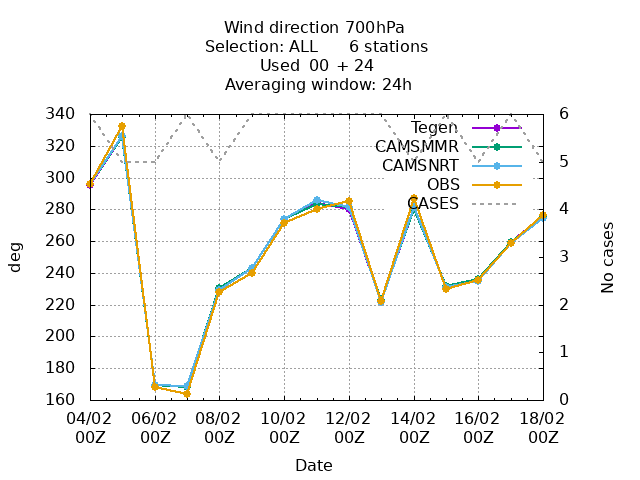 Wind direction 700hPa
Selection: ALL 6 stations
Used 00 + 24
Averaging window: 24h
340
320
300
280
260
240
220
200
180
160
deg
6
5
4
3
2
1
0
No cases
Tegen
CAMSMMR
CAMSNRT
OBS
CASES
04/02 06/02 08/02 10/02 12/02 14/02 16/02 18/02
00Z 00Z 00Z 00Z 00Z 00Z 00Z 00Z
Date